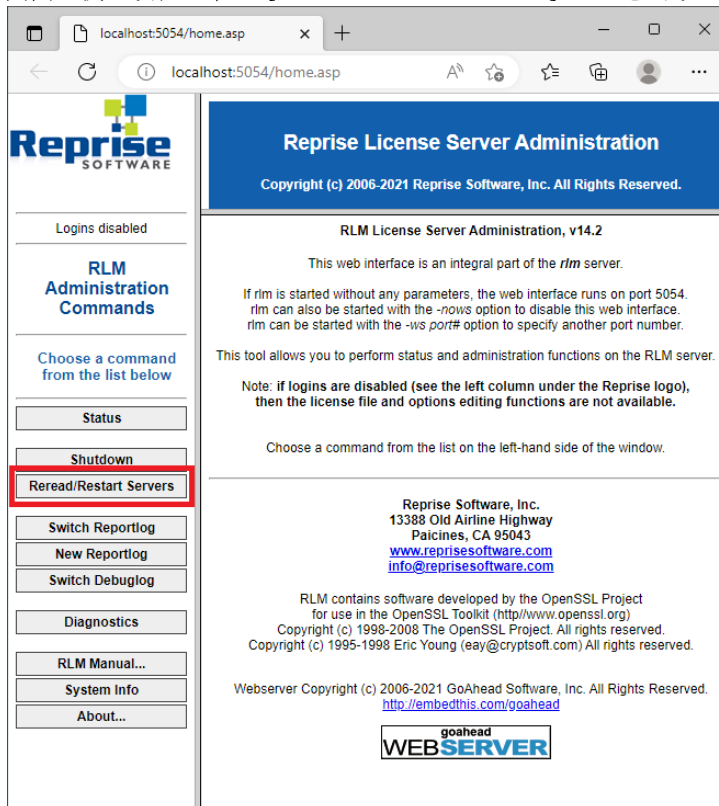 localhost:5054/home.asp
localhost:5054/home.asp
Reprise
SOFTWARE
Logins disabled
RLM
Administration
Commands
Choose a command
from the list below
Status
Shutdown
Reread/Restart Servers
Switch Reportlog
New Reportlog
Switch Debuglog
Diagnostics
RLM Manual...
System Info
About...
Reprise License Server Administration
Copyright (c) 2006-2021 Reprise Software, Inc. All Rights Reserved.
RLM License Server Administration, v14.2
This web interface is an integral part of the rlm server.
If rlm is started without any parameters, the web interface runs on port 5054.
rlm can also be started with the -nows option to disable this web interface.
rlm can be started with the -ws port# option to specify another port number.
This tool allows you to perform status and administration functions on the RLM server.
Note: if logins are disabled (see the left column under the Reprise logo),
then the license file and options editing functions are not available.
Choose a command from the list on the left-hand side of the window.
Reprise Software, Inc.
13388 Old Airline Highway
Paicines, CA 95043
www.reprisesoftware.com
info@reprisesoftware.com
RLM contains software developed by the OpenSSL Project
for use in the OpenSSL Toolkit (http//www.openssl.org)
Copyright (c) 1998-2008 The OpenSSL Project. All rights reserved.
Copyright (c) 1995-1998 Eric Young (eay@cryptsoft.com) All rights reserved.
Webserver Copyright (c) 2006-2021 GoAhead Software, Inc. All Rights Reserved.
http://embedthis.com/goahead
goahead
WEBSERVER